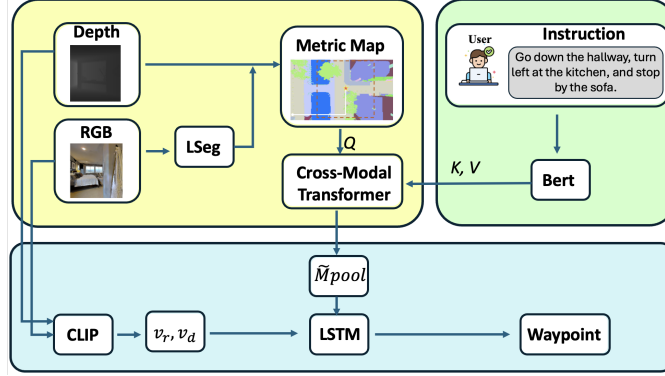 Depth
RGB
LSeg
Metric Map
Q
Cross-Modal
Transformer
K, V
User
Instruction
Go down the hallway, turn
left at the kitchen, and stop
by the sofa.
Bert
M̃pool
CLIP
vᵣ, v_d
LSTM
Waypoint